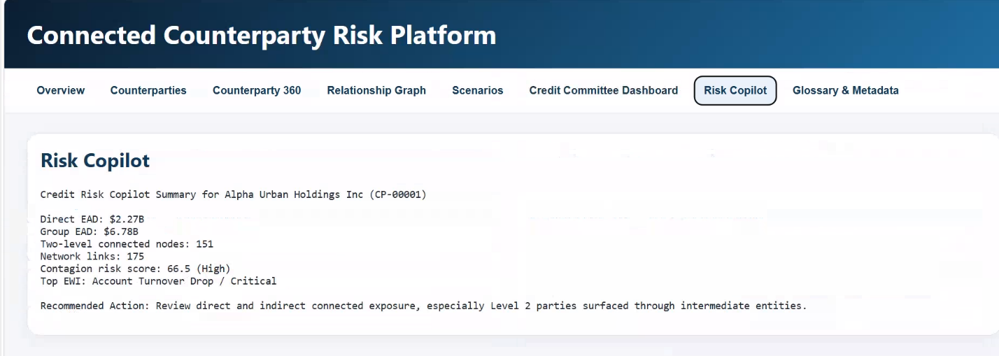 Connected Counterparty Risk Platform
Overview Counterparties Counterparty 360 Relationship Graph Scenarios Credit Committee Dashboard Risk Copilot Glossary & Metadata
Risk Copilot
Credit Risk Copilot Summary for Alpha Urban Holdings Inc (CP-00001)
Direct EAD: $2.27B
Group EAD: $6.78B
Two-level connected nodes: 151
Network links: 175
Contagion risk score: 66.5 (High)
Top EWI: Account Turnover Drop / Critical
Recommended Action: Review direct and indirect connected exposure, especially Level 2 parties surfaced through intermediate entities.